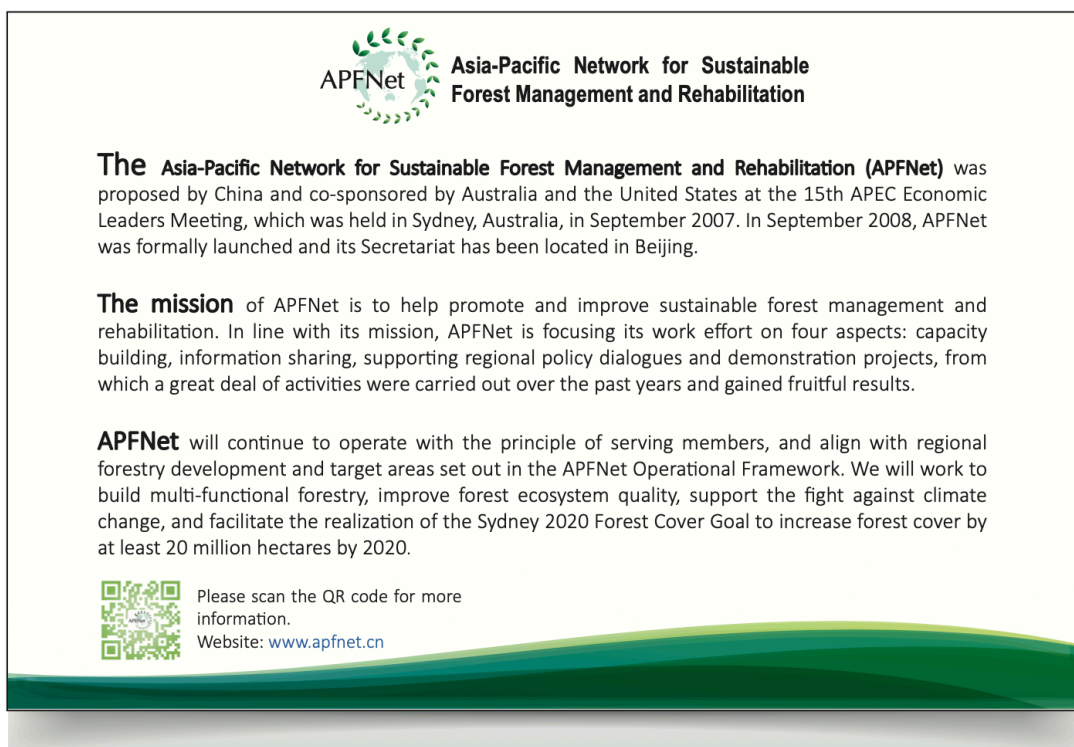 APFNet
Asia-Pacific Network for Sustainable
Forest Management and Rehabilitation
The Asia-Pacific Network for Sustainable Forest Management and Rehabilitation (APFNet) was
proposed by China and co-sponsored by Australia and the United States at the 15th APEC Economic
Leaders Meeting, which was held in Sydney, Australia, in September 2007. In September 2008, APFNet
was formally launched and its Secretariat has been located in Beijing.
The mission of APFNet is to help promote and improve sustainable forest management and
rehabilitation. In line with its mission, APFNet is focusing its work effort on four aspects: capacity
building, information sharing, supporting regional policy dialogues and demonstration projects, from
which a great deal of activities were carried out over the past years and gained fruitful results.
APFNet will continue to operate with the principle of serving members, and align with regional
forestry development and target areas set out in the APFNet Operational Framework. We will work to
build multi-functional forestry, improve forest ecosystem quality, support the fight against climate
change, and facilitate the realization of the Sydney 2020 Forest Cover Goal to increase forest cover by
at least 20 million hectares by 2020.
APFNet
Please scan the QR code for more
information.
Website: www.apfnet.cn